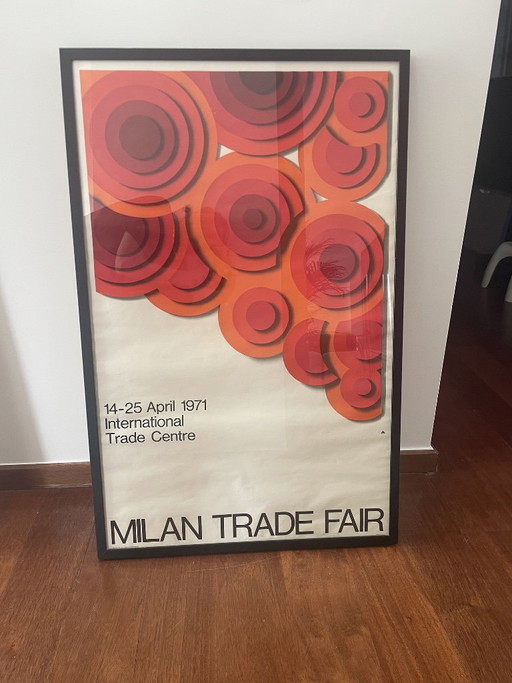 14-25 April 1971
International
Trade Centre
MILAN TRADE FAIR